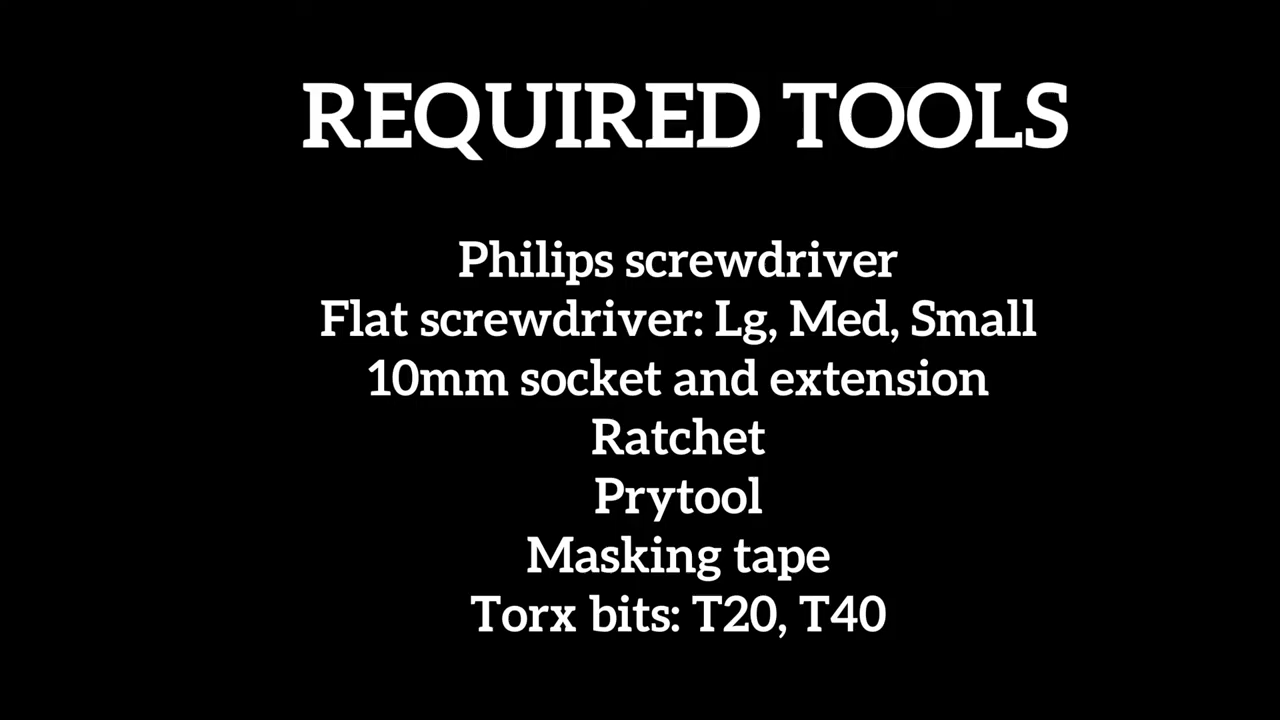 REQUIRED TOOLS
Philips screwdriver
Flat screwdriver: Lg, Med, Small
10mm socket and extension
Ratchet
Prytool
Masking tape
Torx bits: T20, T40